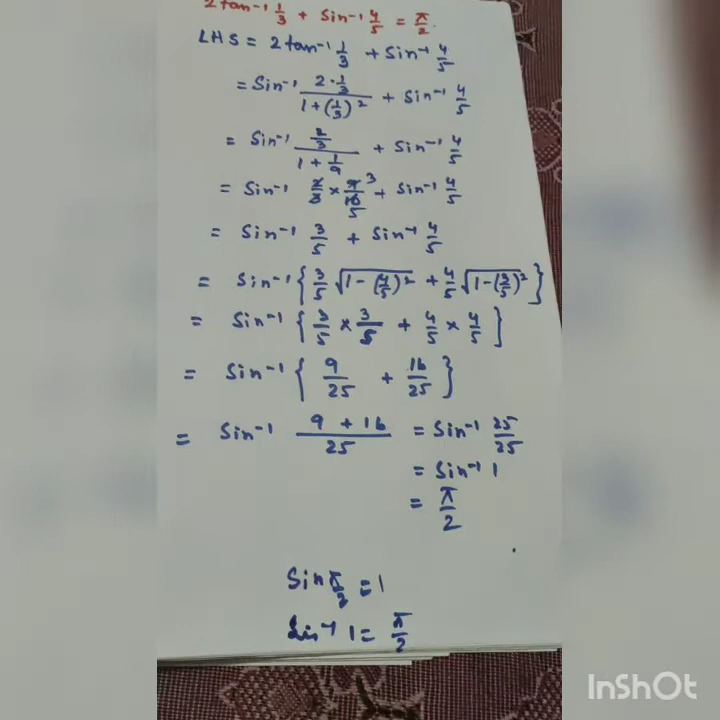 2tan⁻¹ 1/3 + Sin⁻¹ 4/5 = π/2.
LHS = 2tan⁻¹ 1/3 + Sin⁻¹ 4/5
= Sin⁻¹ (2·1/3)/(1+(1/3)²) + Sin⁻¹ 4/5
= Sin⁻¹ (2/3)/(1 + 1/9) + Sin⁻¹ 4/5
= Sin⁻¹ 2/3 × 9/10 3 5 + Sin⁻¹ 4/5
= Sin⁻¹ 3/5 + Sin⁻¹ 4/5
= Sin⁻¹ { 3/5 √(1-(4/5)²) + 4/5 √(1-(3/5)²) }
= Sin⁻¹ { 3/5 × 3/5 + 4/5 × 4/5 }
= Sin⁻¹ { 9/25 + 16/25 }
= Sin⁻¹ (9 + 16)/25 = Sin⁻¹ 25/25
= Sin⁻¹ 1
= π/2
Sin π/2 = 1
Sin⁻¹ 1 = π/2
InShOt